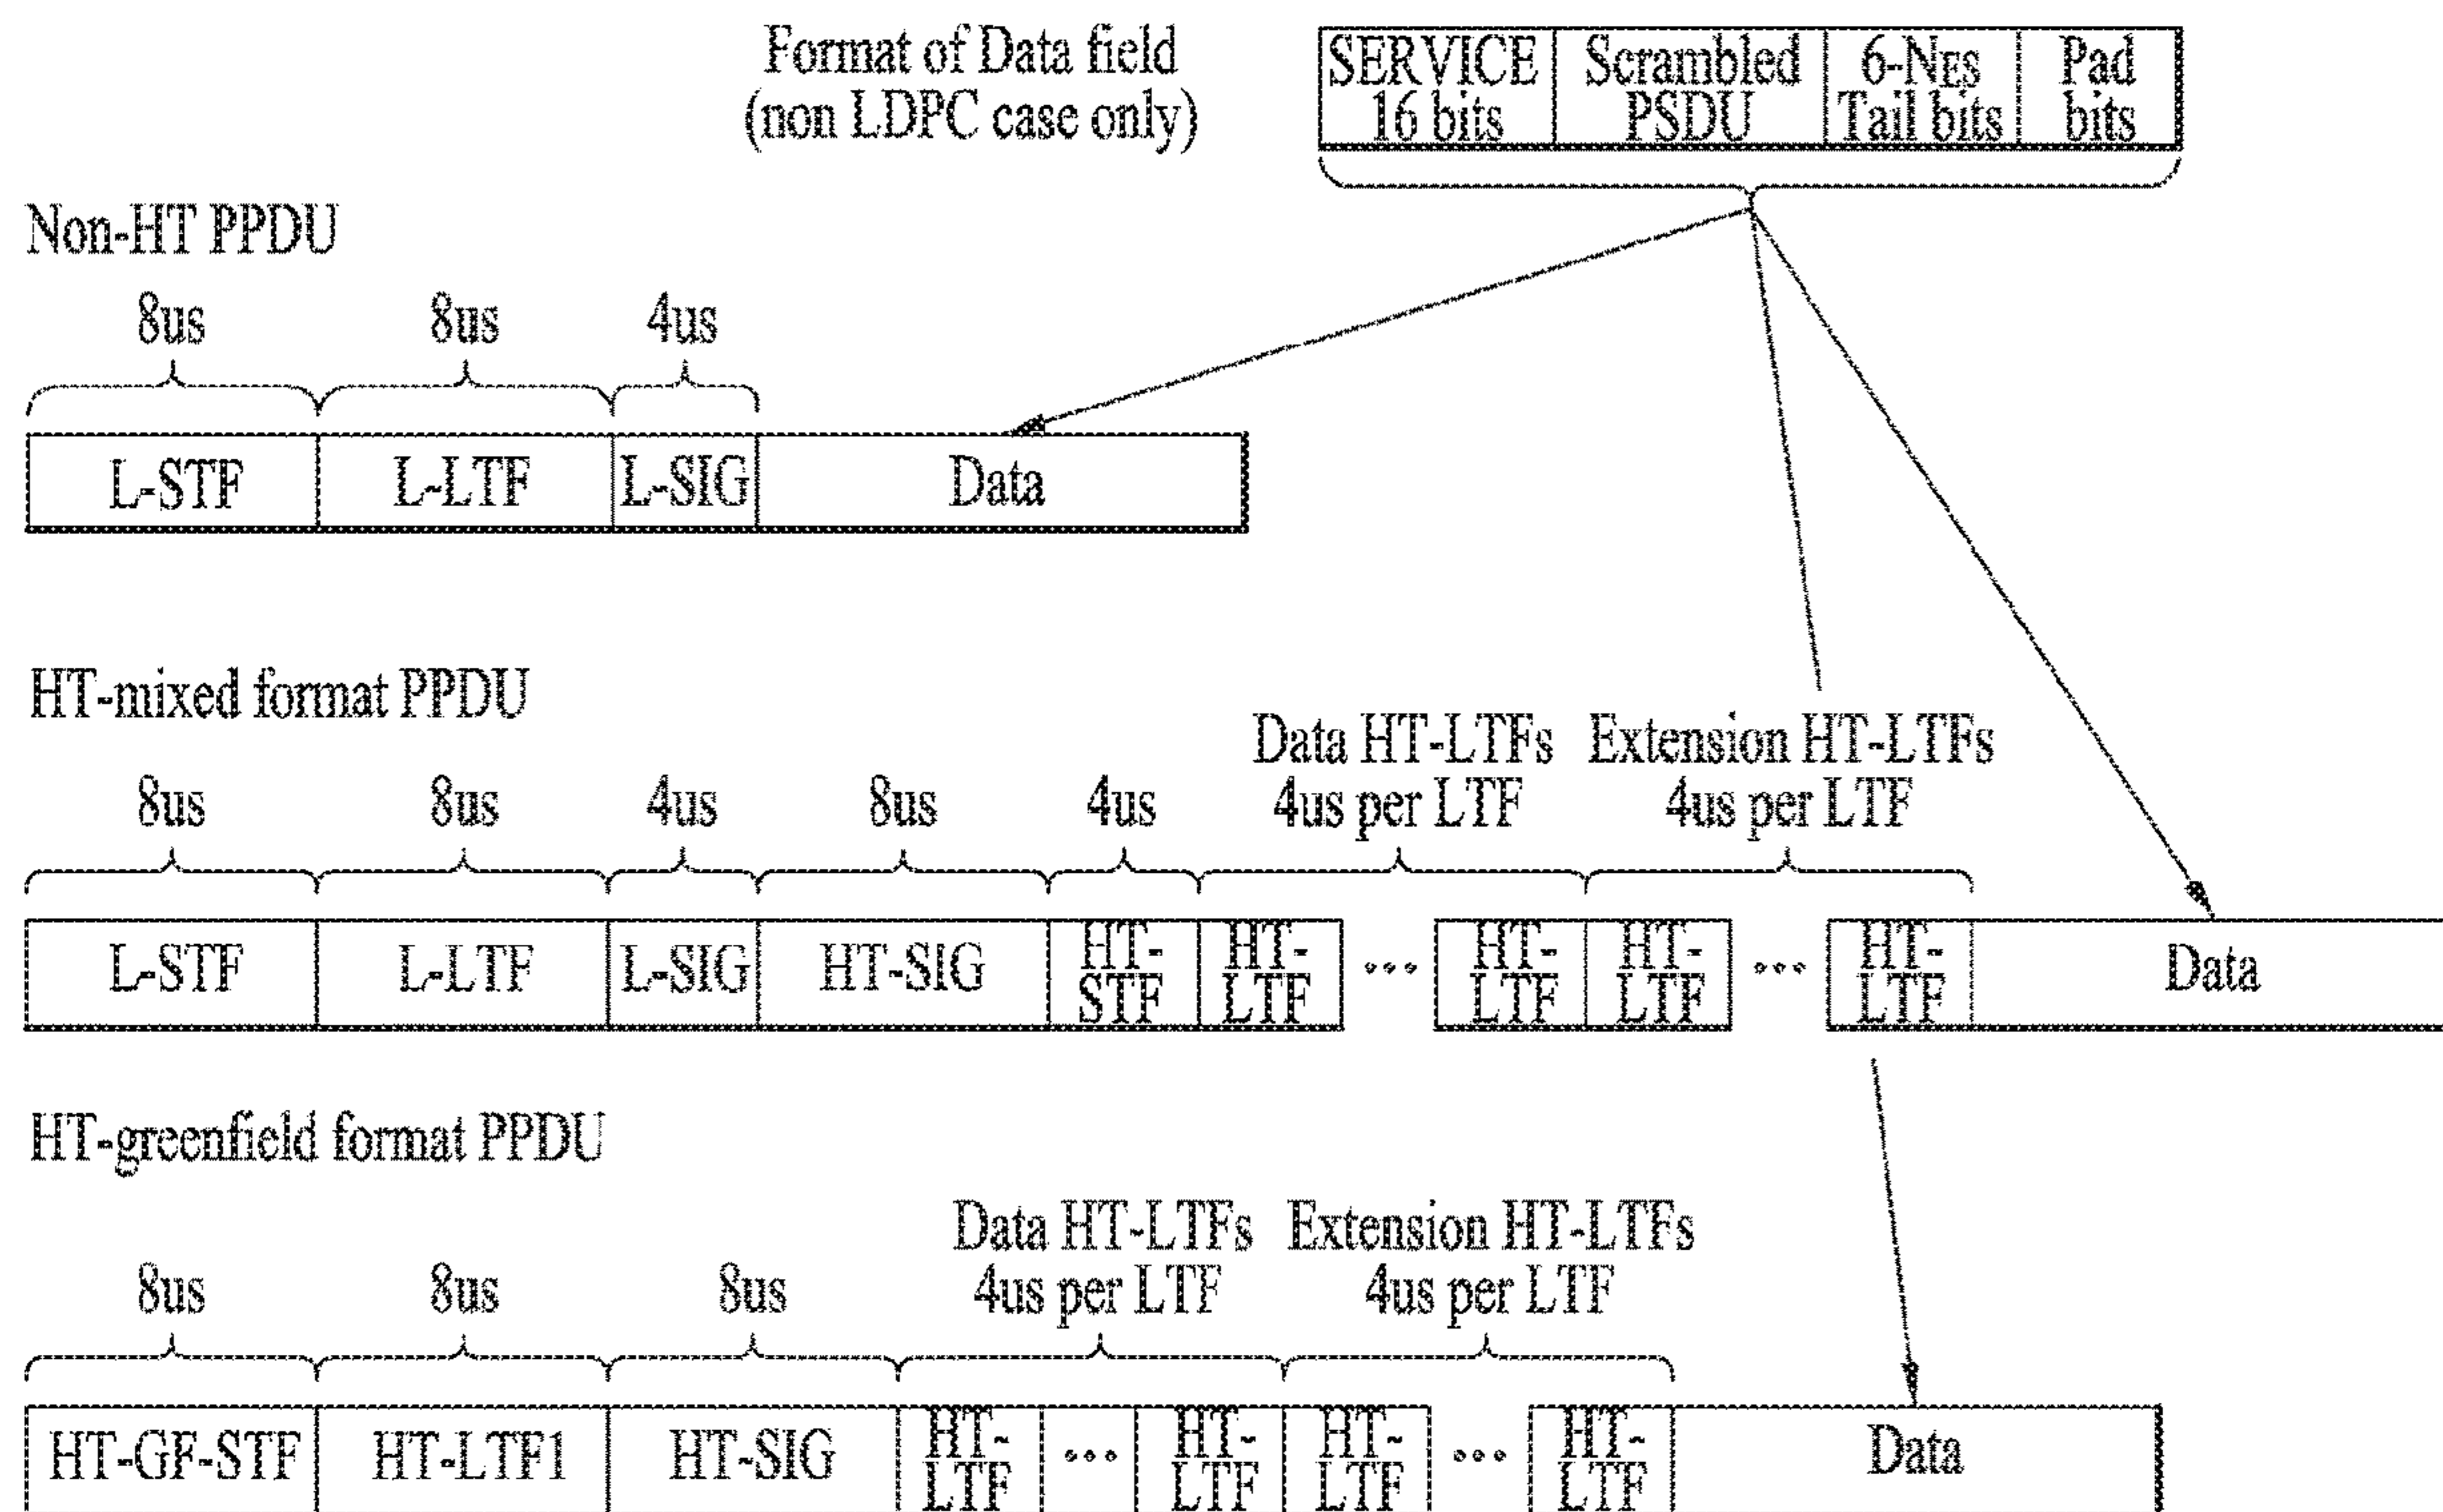 Format of Data field
(non LDPC case only)
SERVICE 16 bits
Scrambled PSDU
6-NES Tail bits
Pad bits
Non-HT PPDU
8us 8us 4us
L-STF L-LTF L-SIG Data
HT-mixed format PPDU
Data HT-LTFs Extension HT-LTFs
8us 8us 4us 8us 4us 4us per LTF 4us per LTF
L-STF L-LTF L-SIG HT-SIG HT-STF HT-LTF ... HT-LTF HT-LTF ... HT-LTF Data
HT-greenfield format PPDU
Data HT-LTFs Extension HT-LTFs
8us 8us 8us 4us per LTF 4us per LTF
HT-GF-STF HT-LTF1 HT-SIG HT-LTF ... HT-LTF HT-LTF ... HT-LTF Data